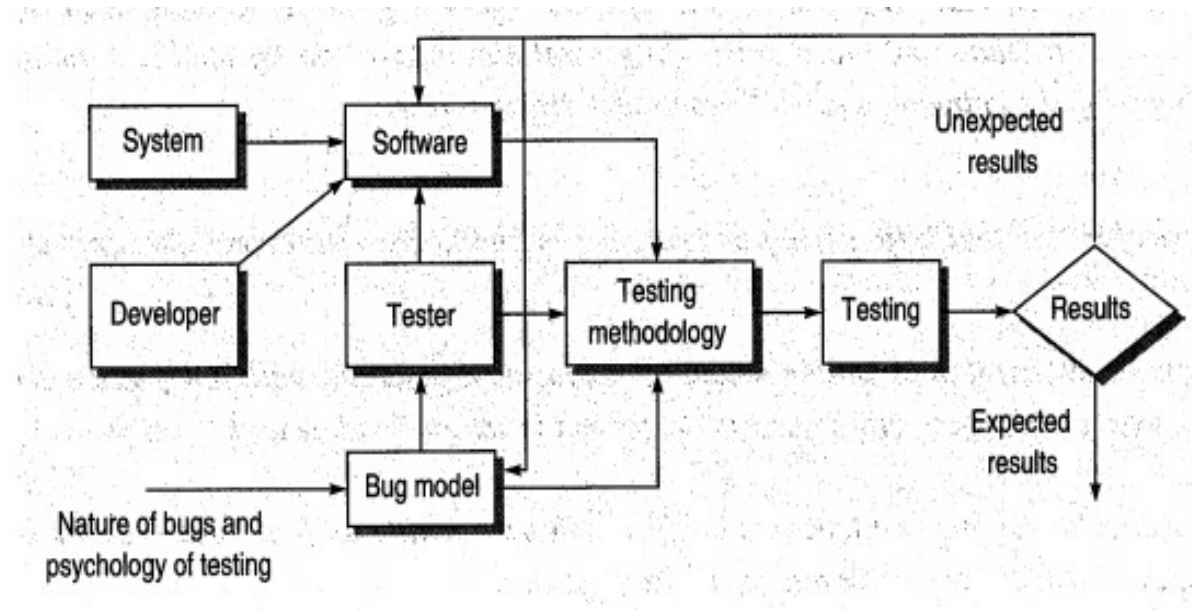 System
Software
Unexpected
results
Developer
Tester
Testing
methodology
Testing
Results
Expected
results
Bug model
Nature of bugs and
psychology of testing